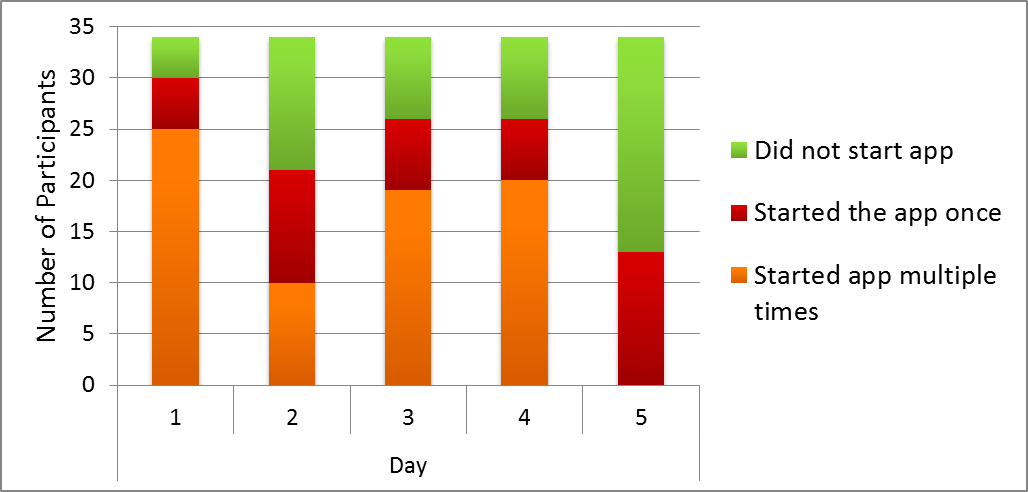 35
30
25
20
15
10
5
0
Number of Participants
1 2 3 4 5
Day
Did not start app
Started the app once
Started app multiple
times